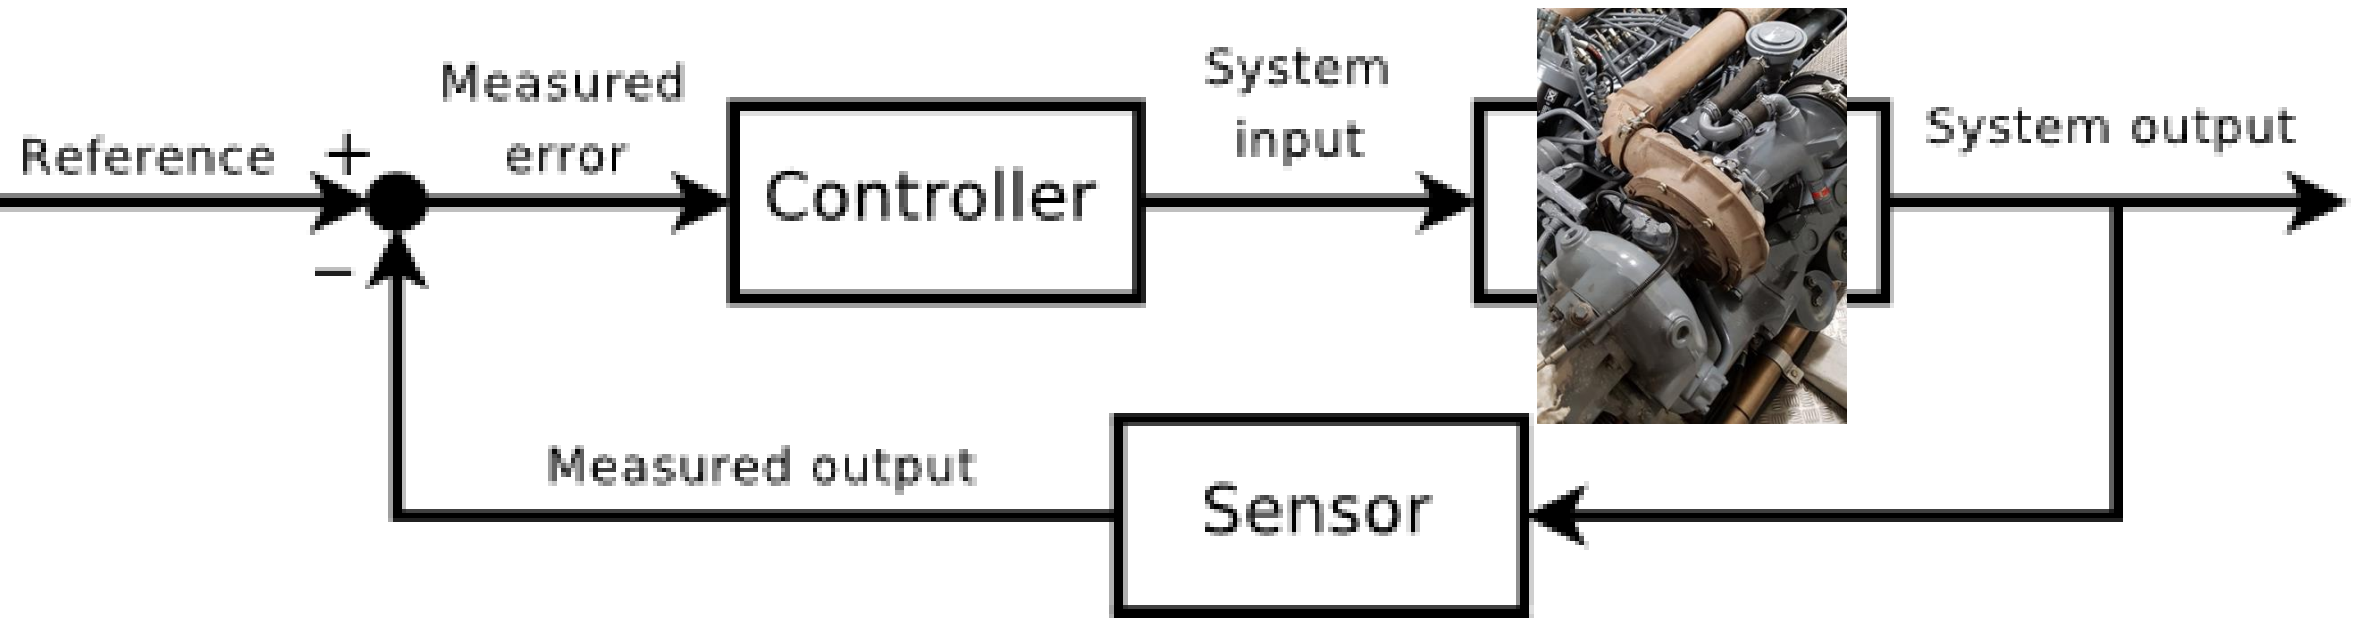 Measured
error
System
input
Reference
+
−
Controller
System output
Measured output
Sensor